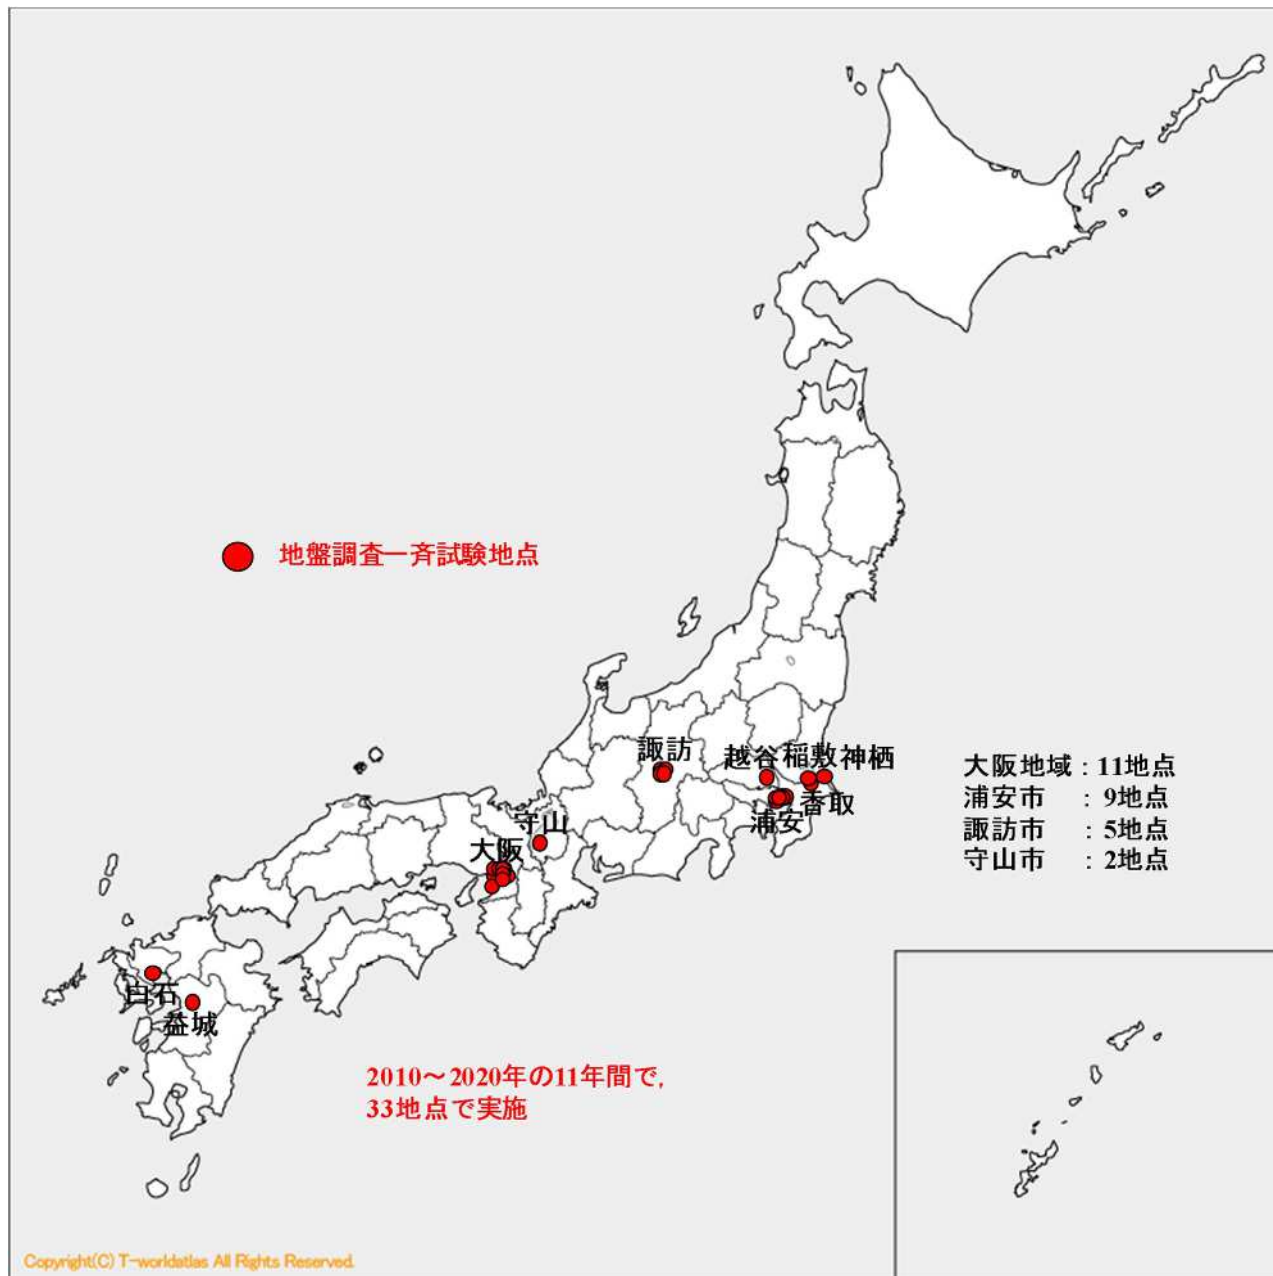 地盤調査一斉試験地点
諏訪
越谷 稲敷 神栖
香取
浦安
大阪地域：11地点
浦安市　：9地点
諏訪市　：5地点
守山市　：2地点
守山
大阪
白石
益城
2010～2020年の11年間で,
33地点で実施
Copyright(C) T-worldatlas All Rights Reserved.